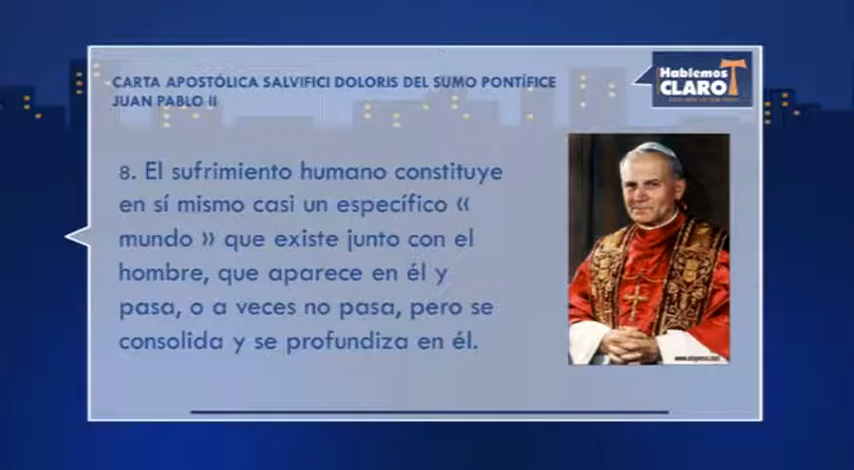 CARTA APOSTÓLICA SALVIFICI DOLORIS DEL SUMO PONTÍFICE
JUAN PABLO II
Hablemos
CLARO
8. El sufrimiento humano constituye
en sí mismo casi un específico «
mundo » que existe junto con el
hombre, que aparece en él y
pasa, o a veces no pasa, pero se
consolida y se profundiza en él.